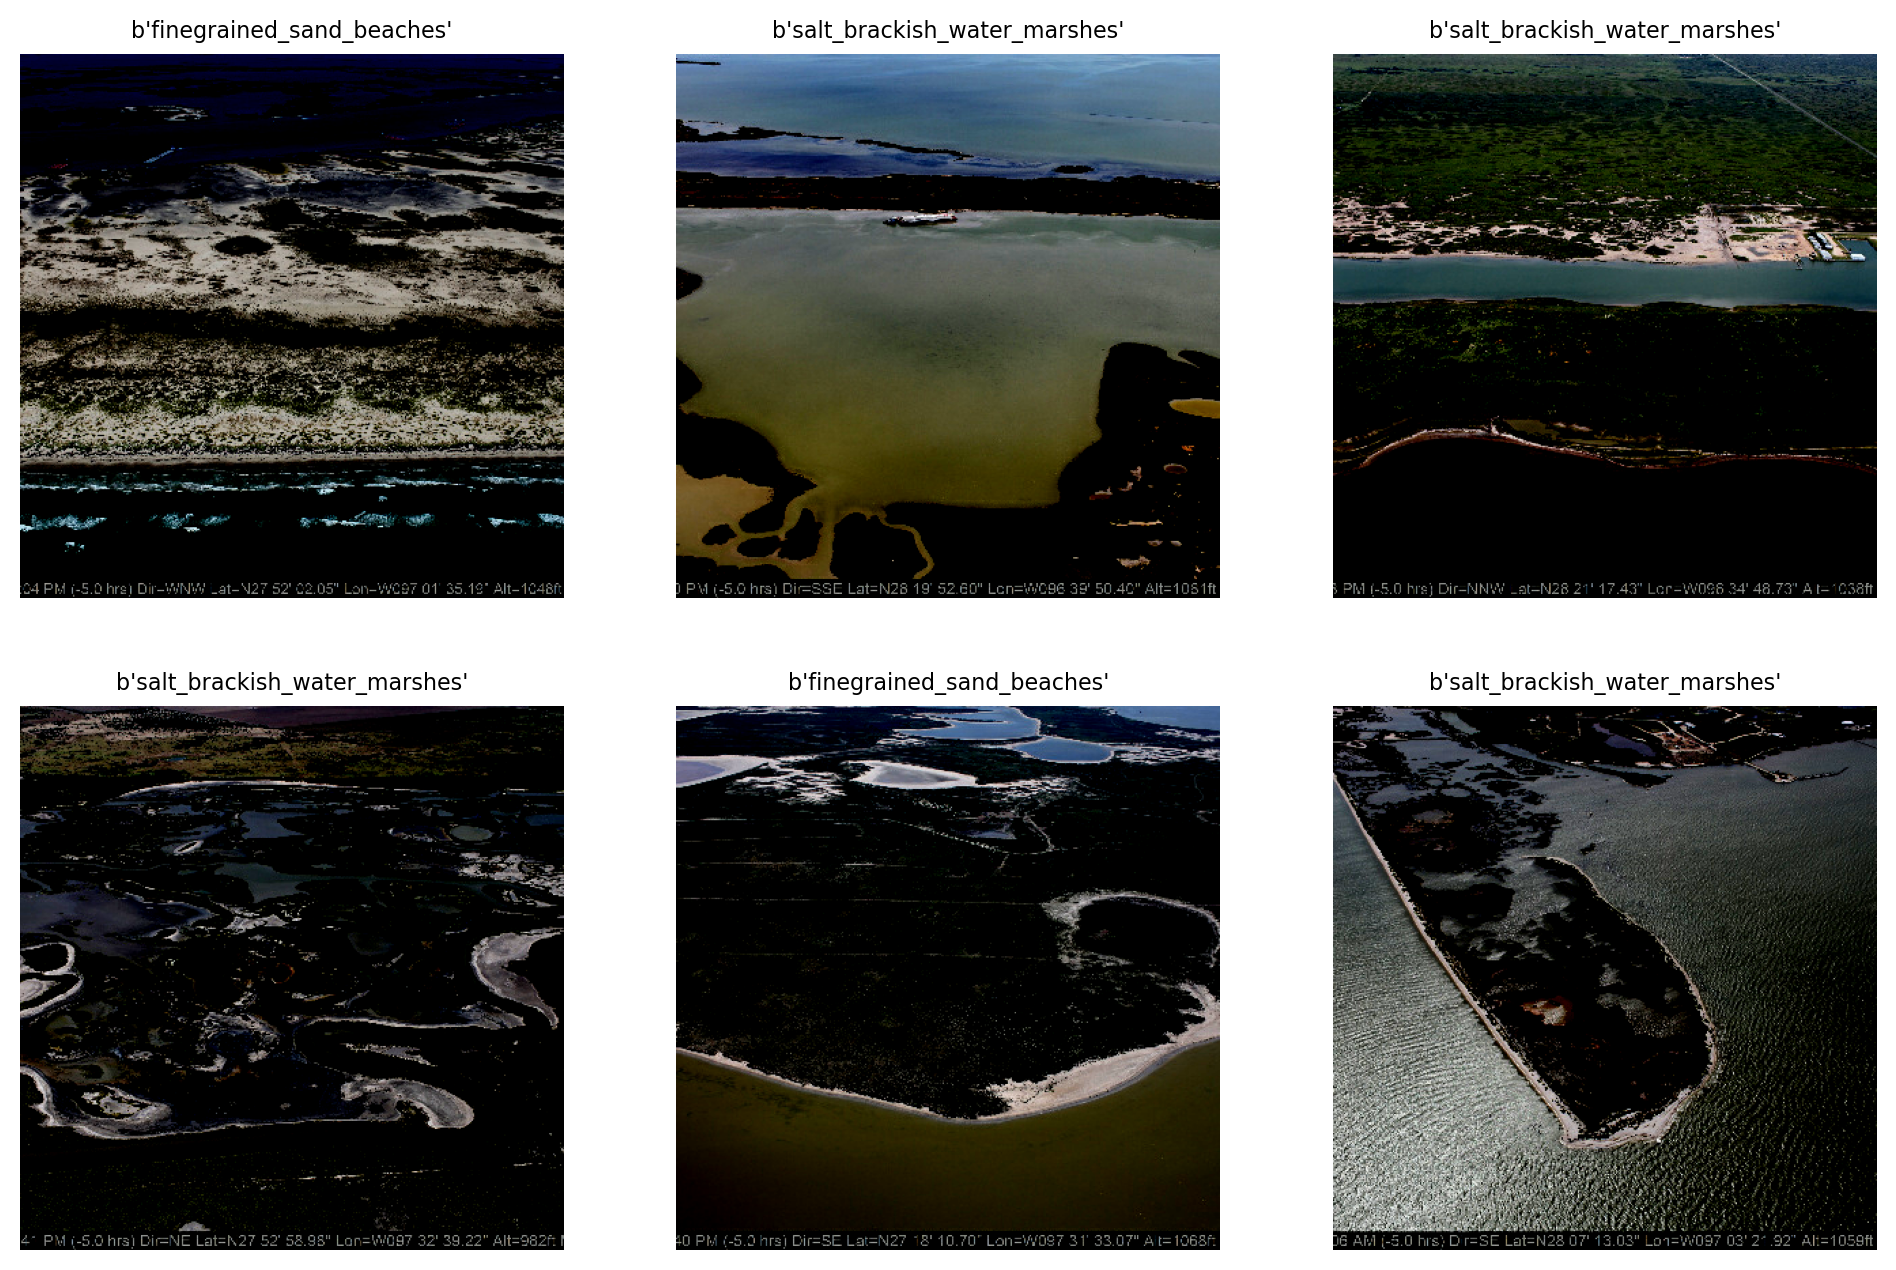 b'finegrained_sand_beaches'
b'salt_brackish_water_marshes'
b'salt_brackish_water_marshes'
:04 PM (-5.0 hrs) Dir=WNW Lat=N27 52' 02.05" Lon=W097 01' 35.19" Alt=1048ft
0 PM (-5.0 hrs) Dir=SSE Lat=N28 19' 52.60" Lon=W096 39' 50.40" Alt=1051ft
PM (-5.0 hrs) Dir=NNW Lat=N28 21' 17.43" Lon=W096 34' 48.73" Alt=1038ft
b'salt_brackish_water_marshes'
b'finegrained_sand_beaches'
b'salt_brackish_water_marshes'
41 PM (-5.0 hrs) Dir=NE Lat=N27 52' 58.98" Lon=W097 32' 39.22" Alt=982ft
40 PM (-5.0 hrs) Dir=SE Lat=N27 18' 10.70" Lon=W097 31' 33.07" Alt=1068ft
06 AM (-5.0 hrs) Dir=SE Lat=N28 07' 13.03" Lon=W097 03' 21.92" Alt=1059ft